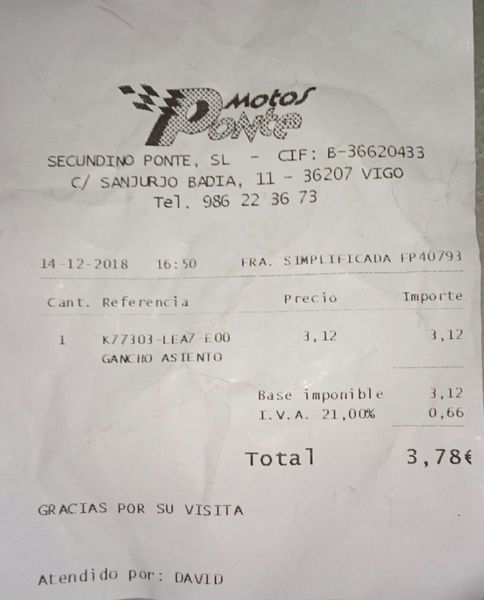 Motos
Ponte
SECUNDINO PONTE, SL - CIF: B-36620433
C/ SANJURJO BADIA, 11 - 36207 VIGO
Tel. 986 22 36 73
14-12-2018 16:50 FRA. SIMPLIFICADA FP40793
Cant. Referencia Precio Importe
1 K77303-LEA7-E00 3,12 3,12
GANCHO ASIENTO
Base imponible 3,12
I.V.A. 21,00% 0,66
Total 3,78€
GRACIAS POR SU VISITA
Atendido por: DAVID